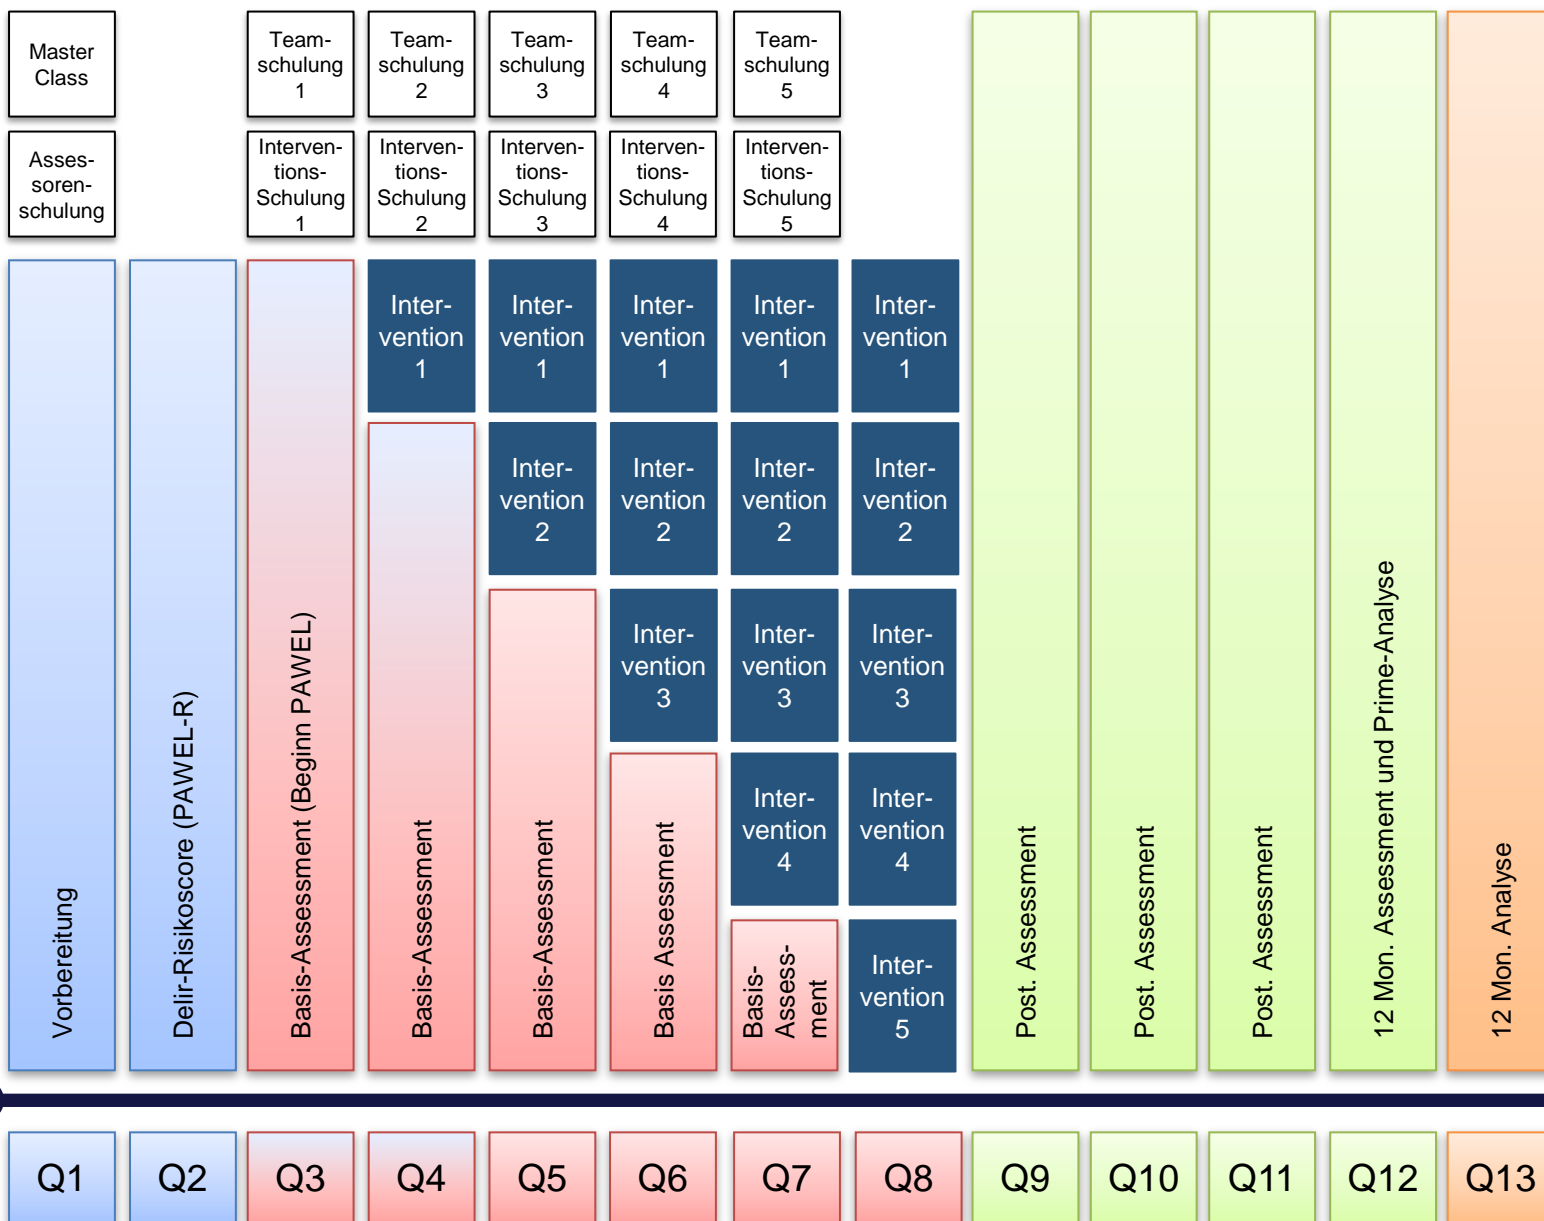 Master
Class
Team-
schulung
1
Team-
schulung
2
Team-
schulung
3
Team-
schulung
4
Team-
schulung
5
Asses-
soren-
schulung
Interven-
tions-
Schulung
1
Interven-
tions-
Schulung
2
Interven-
tions-
Schulung
3
Interven-
tions-
Schulung
4
Interven-
tions-
Schulung
5
Vorbereitung
Delir-Risikoscore (PAWEL-R)
Basis-Assessment (Beginn PAWEL)
Inter-
vention
1
Inter-
vention
1
Inter-
vention
1
Inter-
vention
1
Inter-
vention
1
Basis-Assessment
Inter-
vention
2
Inter-
vention
2
Inter-
vention
2
Inter-
vention
2
Basis-Assessment
Inter-
vention
3
Inter-
vention
3
Inter-
vention
3
Basis Assessment
Inter-
vention
4
Inter-
vention
4
Basis-
Assess-
ment
Inter-
vention
5
Post. Assessment
Post. Assessment
Post. Assessment
12 Mon. Assessment und Prime-Analyse
12 Mon. Analyse
Q1
Q2
Q3
Q4
Q5
Q6
Q7
Q8
Q9
Q10
Q11
Q12
Q13